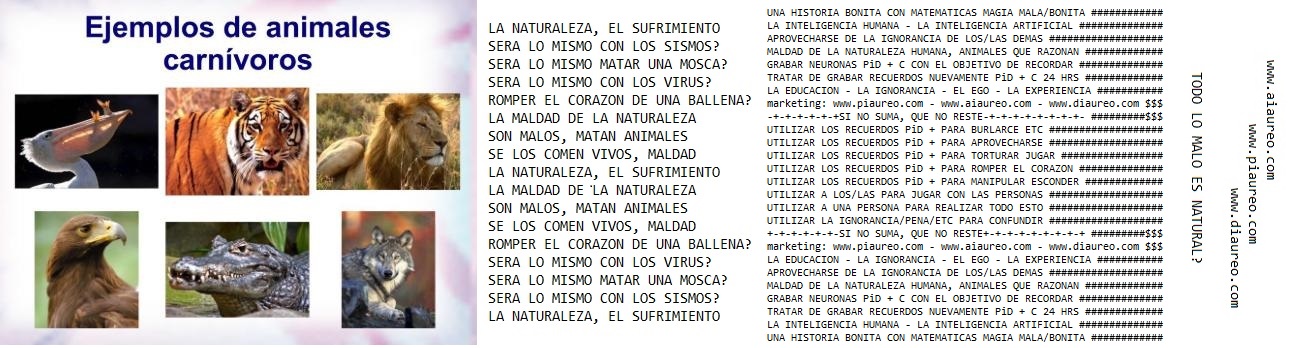 Ejemplos de animales
carnívoros
LA NATURALEZA, EL SUFRIMIENTO
SERA LO MISMO CON LOS SISMOS?
SERA LO MISMO MATAR UNA MOSCA?
SERA LO MISMO CON LOS VIRUS?
ROMPER EL CORAZON DE UNA BALLENA?
LA MALDAD DE LA NATURALEZA
SON MALOS, MATAN ANIMALES
SE LOS COMEN VIVOS, MALDAD
LA NATURALEZA, EL SUFRIMIENTO
LA MALDAD DE LA NATURALEZA
SON MALOS, MATAN ANIMALES
SE LOS COMEN VIVOS, MALDAD
ROMPER EL CORAZON DE UNA BALLENA?
SERA LO MISMO CON LOS VIRUS?
SERA LO MISMO MATAR UNA MOSCA?
SERA LO MISMO CON LOS SISMOS?
LA NATURALEZA, EL SUFRIMIENTO
UNA HISTORIA BONITA CON MATEMATICAS MAGIA MALA/BONITA ############
LA INTELIGENCIA HUMANA - LA INTELIGENCIA ARTIFICIAL ##############
APROVECHARSE DE LA IGNORANCIA DE LOS/LAS DEMAS ###################
MALDAD DE LA NATURALEZA HUMANA, ANIMALES QUE RAZONAN #############
GRABAR NEURONAS PiD + C CON EL OBJETIVO DE RECORDAR ##############
TRATAR DE GRABAR RECUERDOS NUEVAMENTE PiD + C 24 HRS #############
LA EDUCACION - LA IGNORANCIA - EL EGO - LA EXPERIENCIA ###########
marketing: www.piaureo.com - www.aiaureo.com - www.diaureo.com $$$
-+-+-+-+-+-+SI NO SUMA, QUE NO RESTE-+-+-+-+-+-+-+- #########$$$
UTILIZAR LOS RECUERDOS PiD + PARA BURLARCE ETC ###################
UTILIZAR LOS RECUERDOS PiD + PARA APROVECHARSE ###################
UTILIZAR LOS RECUERDOS PiD + PARA TORTURAR JUGAR #################
UTILIZAR LOS RECUERDOS PiD + PARA ROMPER EL CORAZON ##############
UTILIZAR LOS RECUERDOS PiD + PARA MANIPULAR ESCONDER #############
UTILIZAR A LOS/LAS PARA JUGAR CON LAS PERSONAS ###################
UTILIZAR A UNA PERSONA PARA REALIZAR TODO ESTO ###################
UTILIZAR LA IGNORANCIA/PENA/ETC PARA CONFUNDIR ###################
-+-+-+-+-+-+SI NO SUMA, QUE NO RESTE+-+-+-+-+-+-+-+- #########$$$
marketing: www.piaureo.com - www.aiaureo.com - www.diaureo.com $$$
LA EDUCACION - LA IGNORANCIA - EL EGO - LA EXPERIENCIA ###########
APROVECHARSE DE LA IGNORANCIA DE LOS/LAS DEMAS ###################
MALDAD DE LA NATURALEZA HUMANA, ANIMALES QUE RAZONAN #############
GRABAR NEURONAS PiD + C CON EL OBJETIVO DE RECORDAR ##############
TRATAR DE GRABAR RECUERDOS NUEVAMENTE PiD + C 24 HRS #############
LA INTELIGENCIA HUMANA - LA INTELIGENCIA ARTIFICIAL ##############
UNA HISTORIA BONITA CON MATEMATICAS MAGIA MALA/BONITA ############
TODO LO MALO ES NATURAL?
www.aiaureo.com
www.piaureo.com
www.diaureo.com